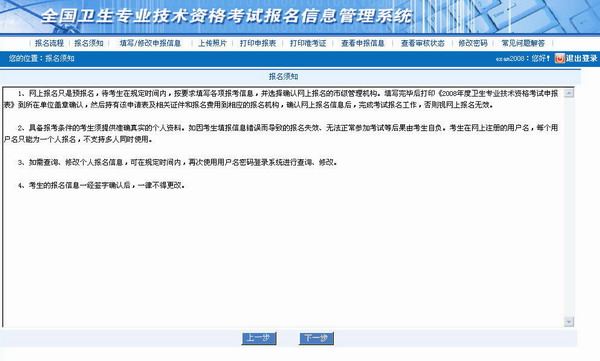 全国卫生专业技术资格考试报名信息管理系统
报名流程 | 报名须知 | 填写/修改申报信息 | 上传照片 | 打印申报表 | 打印准考证 | 查看申报信息 | 查看审核状态 | 修改密码 | 常见问题解答 |
您的位置：报名须知 exam2008：您好！ 退出登录
报名须知
1、网上报名只是预报名，待考生在规定时间内，按要求填写各项报考信息，并选择确认网上报名的市级管理机构。填写完毕后打印《2008年度卫生专业技术资格考试申报
表》到所在单位盖章确认，然后持有该申请表及相关证件和报名费用到相应的报名机构，确认网上报名信息后，完成考试报名工作，否则视网上报名无效。
2、具备报考条件的考生须提供准确真实的个人资料。如因考生填报信息错误而导致的报名失效、无法正常参加考试等后果由考生自负。考生在网上注册的用户名，每个用
户名只能为一个人报名，不支持多人同时使用。
3、如需查询、修改个人报名信息，可在规定时间内，再次使用用户名密码登录系统进行查询、修改。
4、考生的报名信息一经签字确认后，一律不得更改。
上一步 下一步